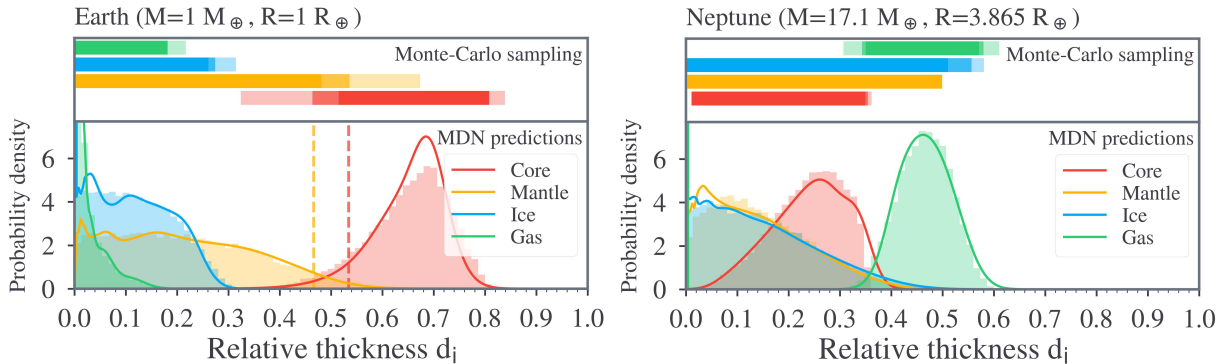 Earth (M=1 M⊕, R=1 R⊕)
Monte-Carlo sampling
MDN predictions
Core
Mantle
Ice
Gas
Probability density
6
4
2
0
0.0 0.1 0.2 0.3 0.4 0.5 0.6 0.7 0.8 0.9 1.0
Relative thickness di
Neptune (M=17.1 M⊕, R=3.865 R⊕)
Monte-Carlo sampling
MDN predictions
Core
Mantle
Ice
Gas
Probability density
6
4
2
0
0.0 0.1 0.2 0.3 0.4 0.5 0.6 0.7 0.8 0.9 1.0
Relative thickness di